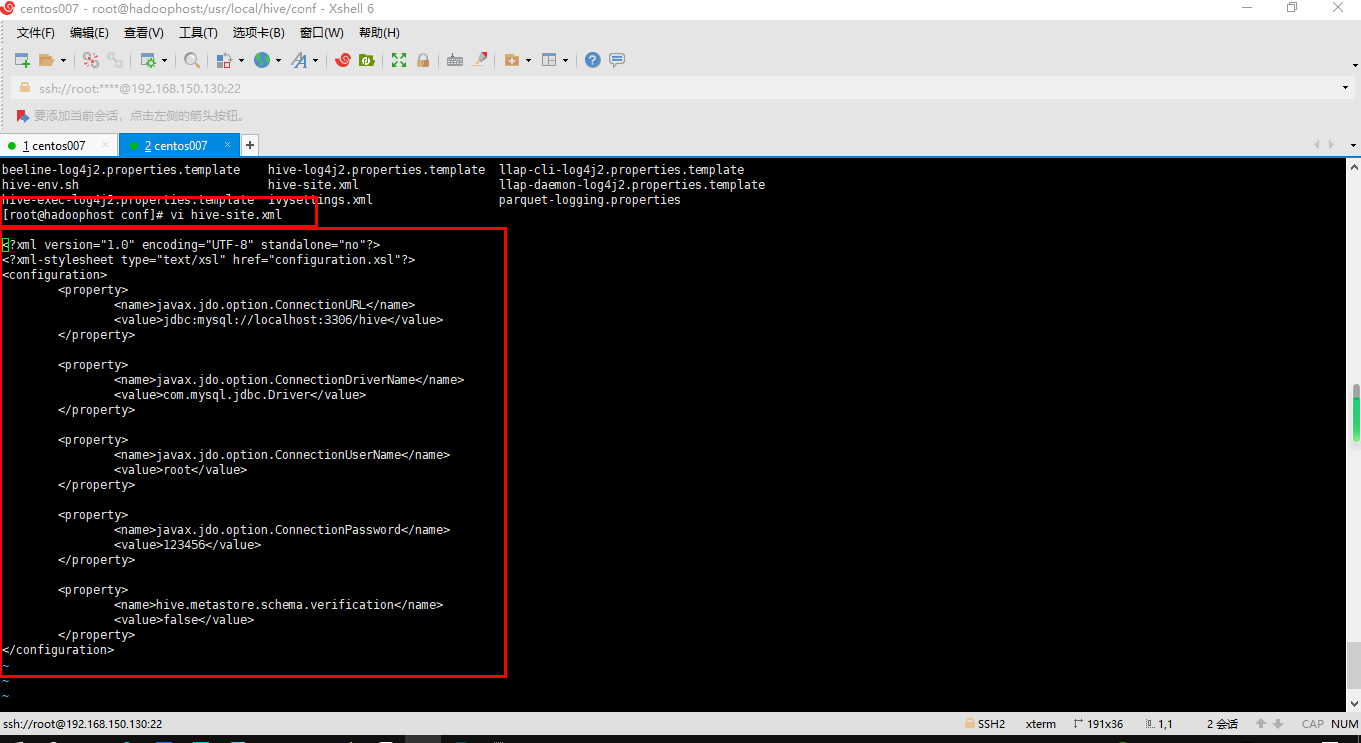 centos007 - root@hadoophost:/usr/local/hive/conf - Xshell 6
文件(F) 编辑(E) 查看(V) 工具(T) 选项卡(B) 窗口(W) 帮助(H)
ssh://root:****@192.168.150.130:22
要添加当前会话，点击左侧的箭头按钮。
1 centos007 × 2 centos007 × +
beeline-log4j2.properties.template hive-log4j2.properties.template llap-cli-log4j2.properties.template
hive-env.sh hive-site.xml llap-daemon-log4j2.properties.template
hive-exec-log4j2.properties.template ivysettings.xml parquet-logging.properties
[root@hadoophost conf]# vi hive-site.xml
<?xml version="1.0" encoding="UTF-8" standalone="no"?>
<?xml-stylesheet type="text/xsl" href="configuration.xsl"?>
<configuration>
<property>
<name>javax.jdo.option.ConnectionURL</name>
<value>jdbc:mysql://localhost:3306/hive</value>
</property>
<property>
<name>javax.jdo.option.ConnectionDriverName</name>
<value>com.mysql.jdbc.Driver</value>
</property>
<property>
<name>javax.jdo.option.ConnectionUserName</name>
<value>root</value>
</property>
<property>
<name>javax.jdo.option.ConnectionPassword</name>
<value>123456</value>
</property>
<property>
<name>hive.metastore.schema.verification</name>
<value>false</value>
</property>
</configuration>
~
~
~
ssh://root@192.168.150.130:22 SSH2 xterm 191x36 1,1 2 会话 CAP NUM